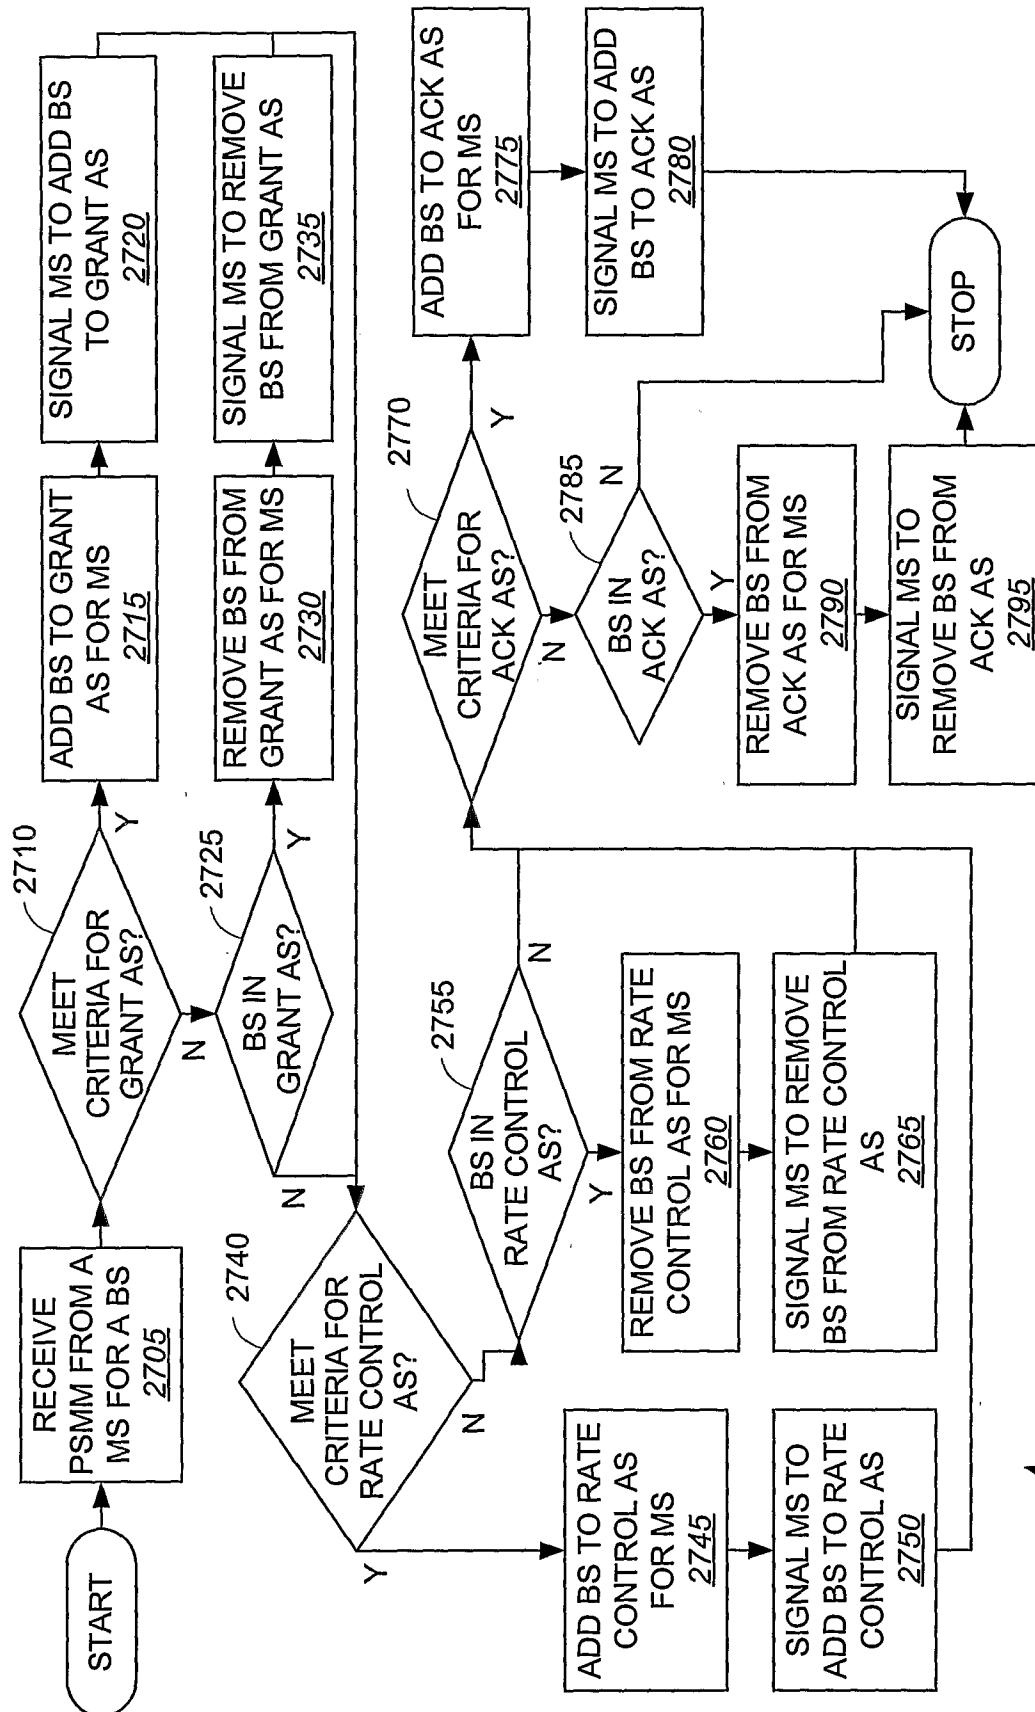 START
RECEIVE
PSMM FROM A
MS FOR A BS
2705
2710
MEET
CRITERIA FOR
GRANT AS?
Y
N
ADD BS TO GRANT
AS FOR MS
2715
SIGNAL MS TO ADD BS
TO GRANT AS
2720
2725
BS IN
GRANT AS?
Y
N
REMOVE BS FROM
GRANT AS FOR MS
2730
SIGNAL MS TO REMOVE
BS FROM GRANT AS
2735
2740
MEET
CRITERIA FOR
RATE CONTROL
AS?
Y
N
ADD BS TO RATE
CONTROL AS
FOR MS
2745
SIGNAL MS TO
ADD BS TO RATE
CONTROL AS
2750
2755
BS IN
RATE CONTROL
AS?
N
Y
REMOVE BS FROM RATE
CONTROL AS FOR MS
2760
SIGNAL MS TO REMOVE
BS FROM RATE CONTROL
AS
2765
2770
MEET
CRITERIA FOR
ACK AS?
Y
N
ADD BS TO ACK AS
FOR MS
2775
SIGNAL MS TO ADD
BS TO ACK AS
2780
2785
BS IN
ACK AS?
N
Y
REMOVE BS FROM
ACK AS FOR MS
2790
SIGNAL MS TO
REMOVE BS FROM
ACK AS
2795
STOP